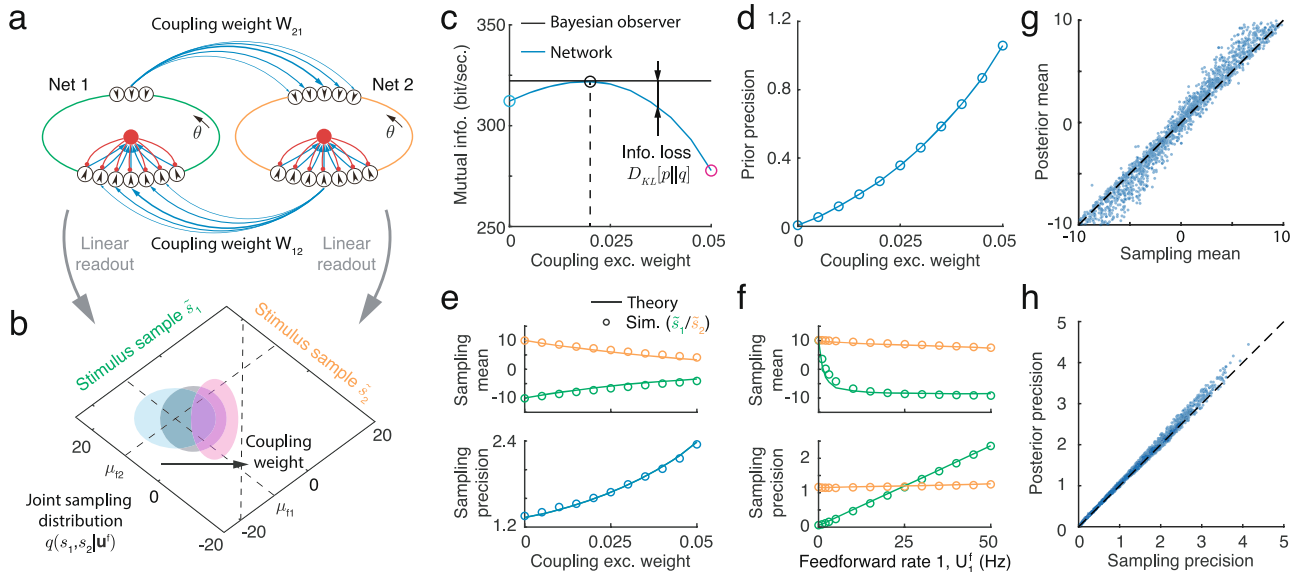 a
Coupling weight W21
Net 1
Net 2
θ
θ
Coupling weight W12
Linear
readout
Linear
readout
b
Stimulus sample s̃1
Stimulus sample s̃2
20
20
μf2
Coupling
weight
0
0
μf1
Joint sampling
distribution
q(s1,s2|uf)
-20
-20
c
Mutual info. (bit/sec.)
350
300
250
Bayesian observer
Network
Info. loss
DKL[p||q]
0
0.025
0.05
Coupling exc. weight
d
Prior precision
1.2
0.8
0.4
0
0
0.025
0.05
Coupling exc. weight
e
Theory
Sim. (s̃1/s̃2)
Sampling
mean
10
0
-10
Sampling
precision
2.4
1.2
0
0.025
0.05
Coupling exc. weight
f
Sampling
mean
10
0
-10
Sampling
precision
3
2
1
0
0
25
50
Feedforward rate 1, U1f (Hz)
g
Posterior mean
10
0
-10
-10
0
10
Sampling mean
h
Posterior precision
5
4
3
2
1
0
0
1
2
3
4
5
Sampling precision